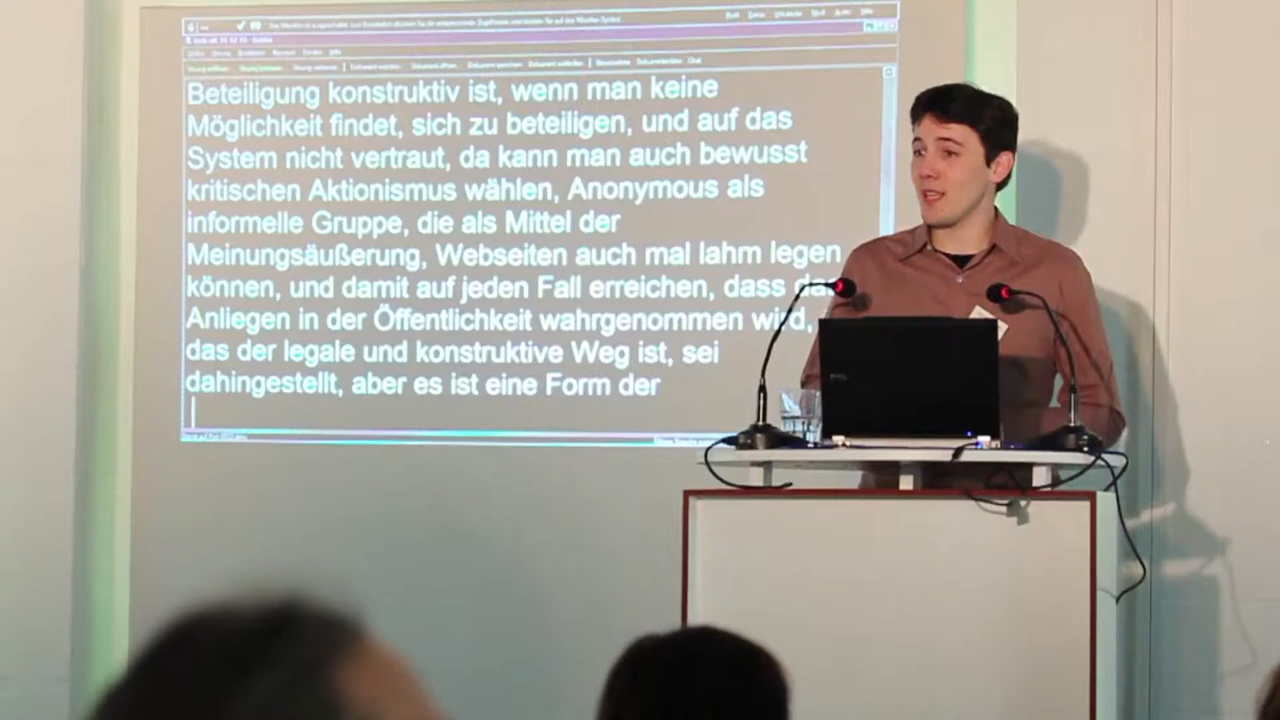 Beteiligung konstruktiv ist, wenn man keine
Möglichkeit findet, sich zu beteiligen, und auf das
System nicht vertraut, da kann man auch bewusst
kritischen Aktionismus wählen, Anonymous als
informelle Gruppe, die als Mittel der
Meinungsäußerung, Webseiten auch mal lahm legen
können, und damit auf jeden Fall erreichen, dass das
Anliegen in der Öffentlichkeit wahrgenommen wird,
das der legale und konstruktive Weg ist, sei
dahingestellt, aber es ist eine Form der